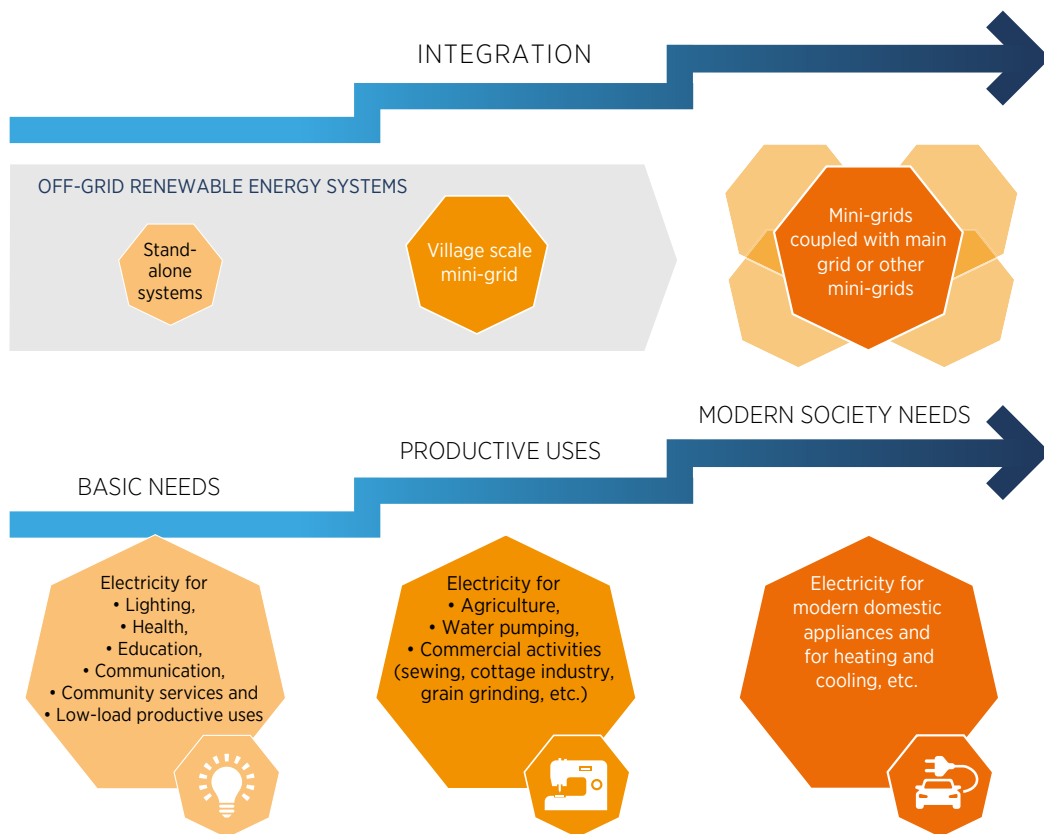 INTEGRATION
OFF-GRID RENEWABLE ENERGY SYSTEMS
Stand-
alone
systems
Village scale
mini-grid
Mini-grids
coupled with main
grid or other
mini-grids
BASIC NEEDS
PRODUCTIVE USES
MODERN SOCIETY NEEDS
Electricity for
• Lighting,
• Health,
• Education,
• Communication,
• Community services and
• Low-load productive uses
Electricity for
• Agriculture,
• Water pumping,
• Commercial activities
(sewing, cottage industry,
grain grinding, etc.)
Electricity for
modern domestic
appliances and
for heating and
cooling, etc.